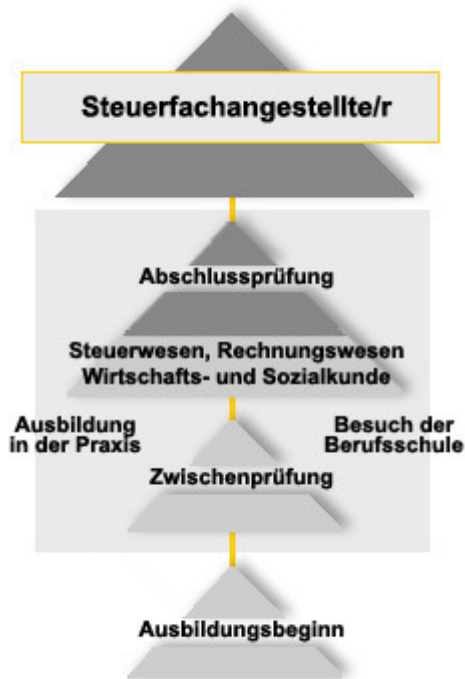 Steuerfachangestellte/r
Abschlussprüfung
Steuerwesen, Rechnungswesen
Wirtschafts- und Sozialkunde
Ausbildung
in der Praxis
Besuch der
Berufsschule
Zwischenprüfung
Ausbildungsbeginn